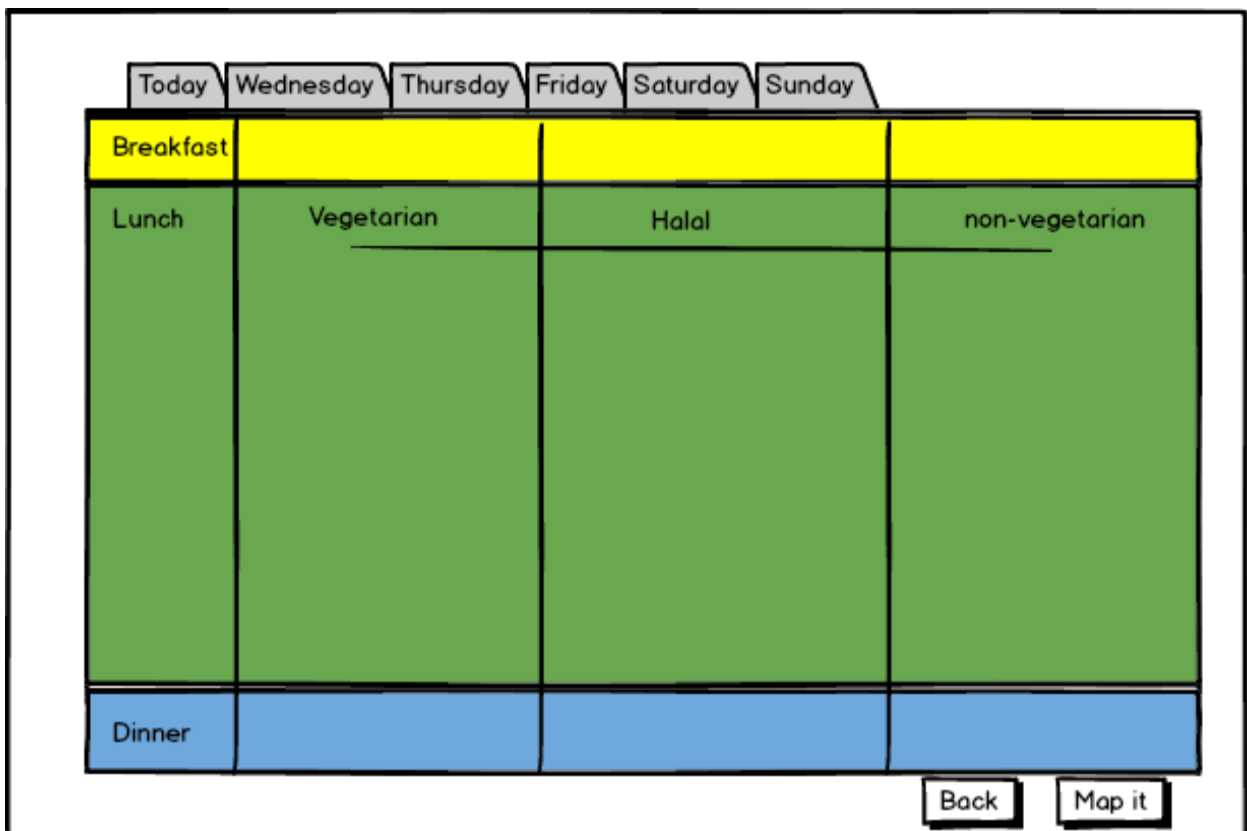 Today Wednesday Thursday Friday Saturday Sunday
Breakfast
Lunch Vegetarian Halal non-vegetarian
Dinner
Back Map it